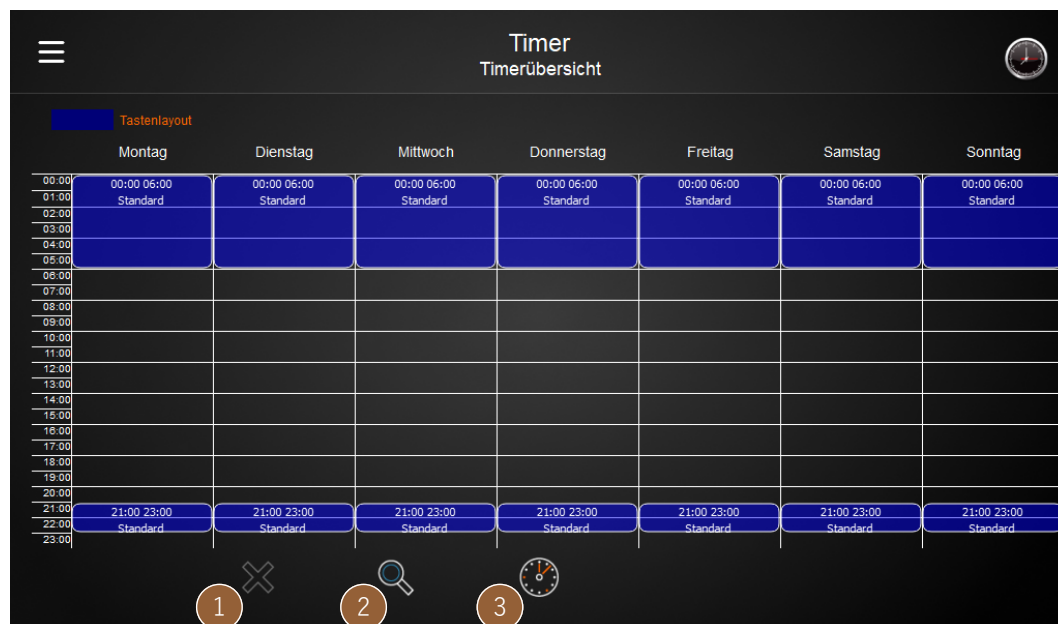 Timer
Timerübersicht
Tastenlayout
Montag Dienstag Mittwoch Donnerstag Freitag Samstag Sonntag
00:00 00:00 06:00 00:00 06:00 00:00 06:00 00:00 06:00 00:00 06:00 00:00 06:00 00:00 06:00
01:00 Standard Standard Standard Standard Standard Standard Standard
02:00
03:00
04:00
05:00
06:00
07:00
08:00
09:00
10:00
11:00
12:00
13:00
14:00
15:00
16:00
17:00
18:00
19:00
20:00
21:00 21:00 23:00 21:00 23:00 21:00 23:00 21:00 23:00 21:00 23:00 21:00 23:00 21:00 23:00
22:00 Standard Standard Standard Standard Standard Standard Standard
23:00
1 2 3